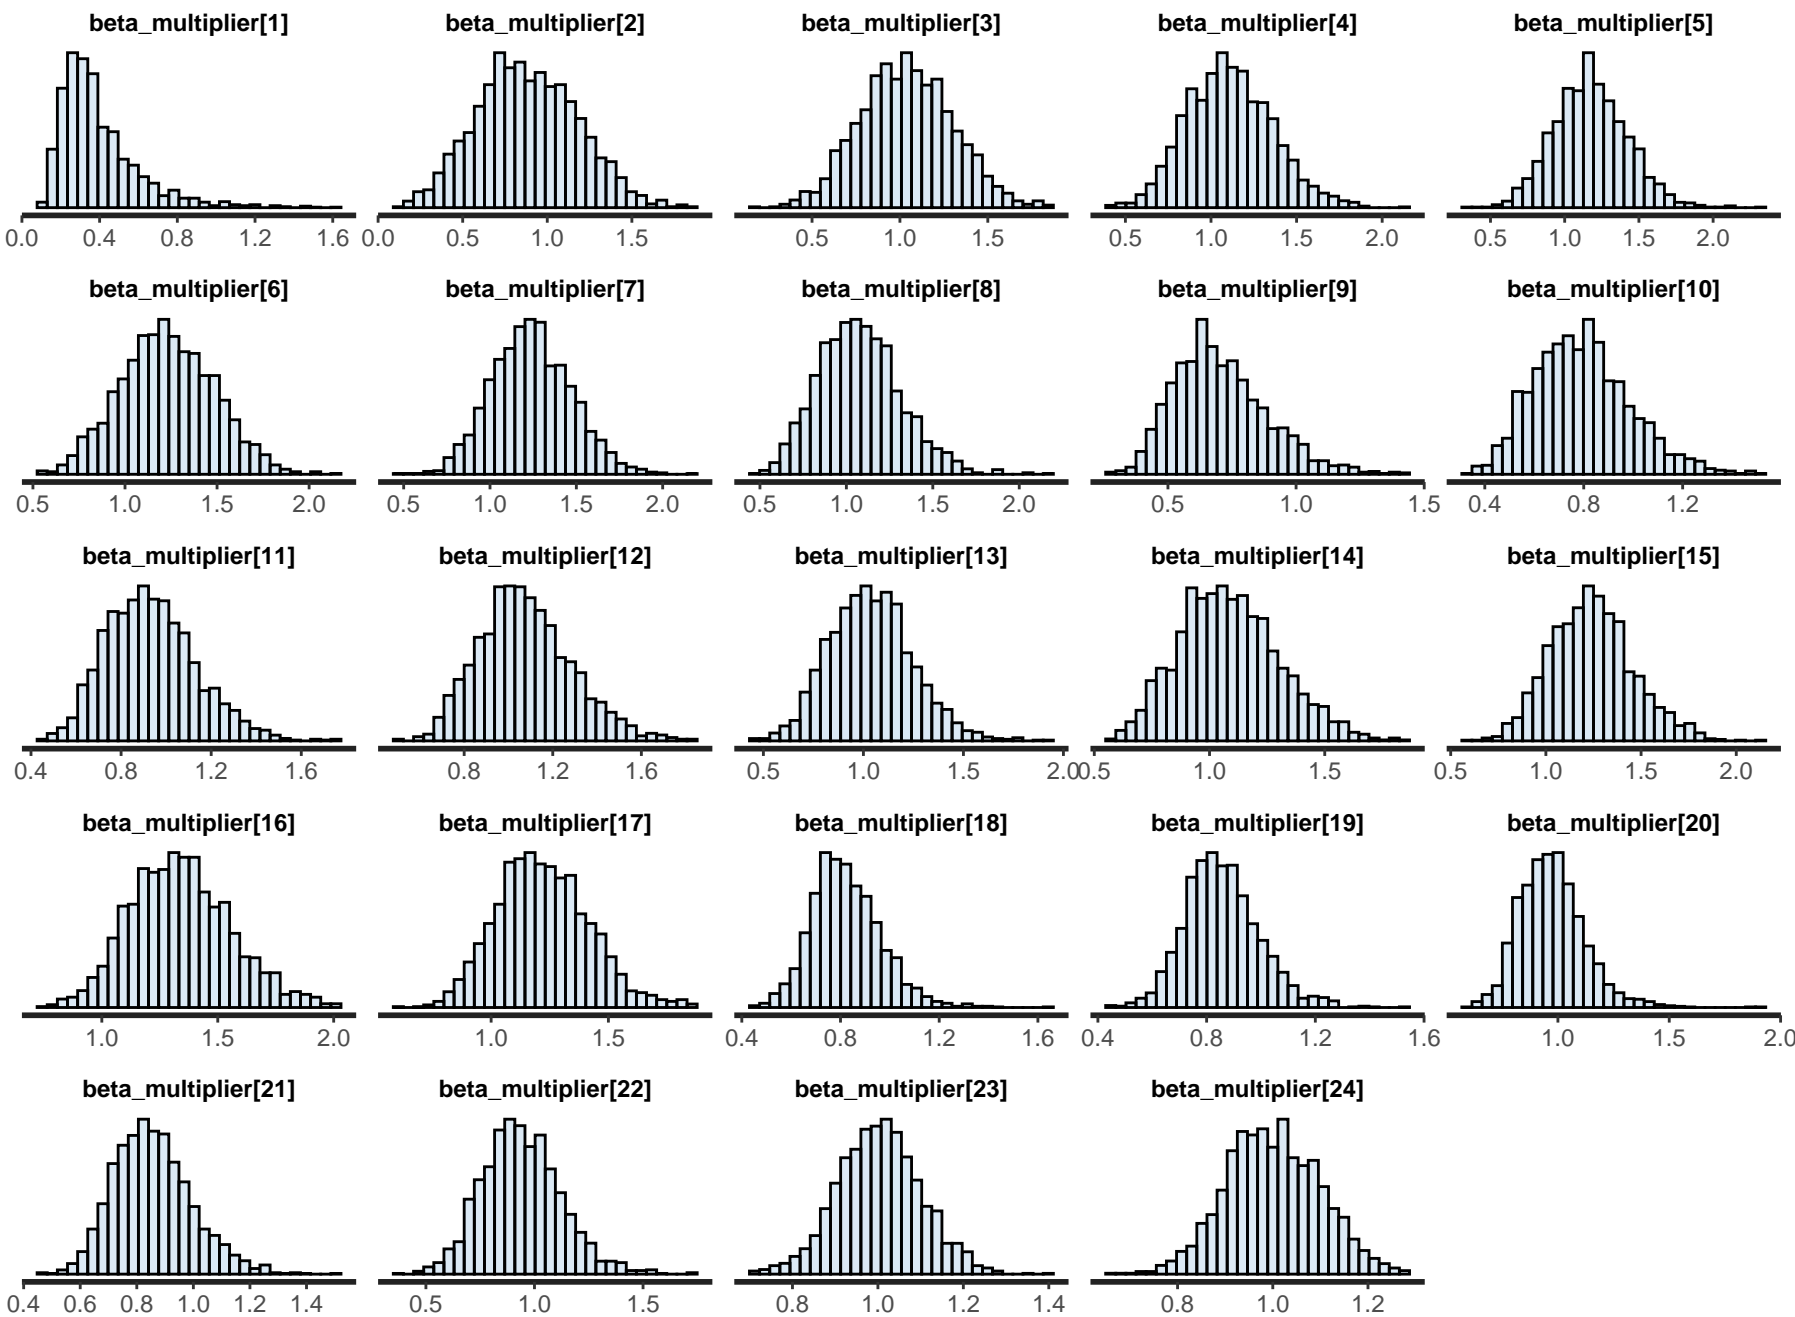 beta_multiplier[1] beta_multiplier[2] beta_multiplier[3] beta_multiplier[4] beta_multiplier[5]
0.0 0.4 0.8 1.2 1.6 0.0 0.5 1.0 1.5 0.5 1.0 1.5 0.5 1.0 1.5 2.0 0.5 1.0 1.5 2.0
beta_multiplier[6] beta_multiplier[7] beta_multiplier[8] beta_multiplier[9] beta_multiplier[10]
0.5 1.0 1.5 2.0 0.5 1.0 1.5 2.0 0.5 1.0 1.5 2.0 0.5 1.0 1.5 0.4 0.8 1.2
beta_multiplier[11] beta_multiplier[12] beta_multiplier[13] beta_multiplier[14] beta_multiplier[15]
0.4 0.8 1.2 1.6 0.8 1.2 1.6 0.5 1.0 1.5 2.0 0.5 1.0 1.5 0.5 1.0 1.5 2.0
beta_multiplier[16] beta_multiplier[17] beta_multiplier[18] beta_multiplier[19] beta_multiplier[20]
1.0 1.5 2.0 1.0 1.5 0.4 0.8 1.2 1.6 0.4 0.8 1.2 1.6 1.0 1.5 2.0
beta_multiplier[21] beta_multiplier[22] beta_multiplier[23] beta_multiplier[24]
0.4 0.6 0.8 1.0 1.2 1.4 0.5 1.0 1.5 0.8 1.0 1.2 1.4 0.8 1.0 1.2